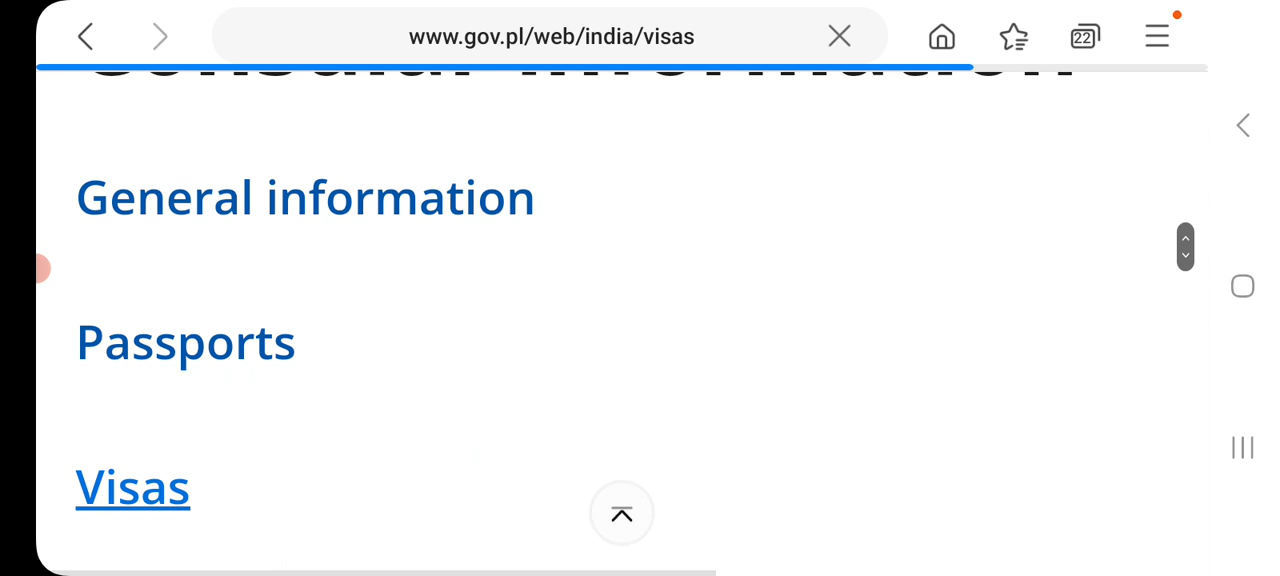 www.gov.pl/web/india/visas
22
General information
Passports
Visas